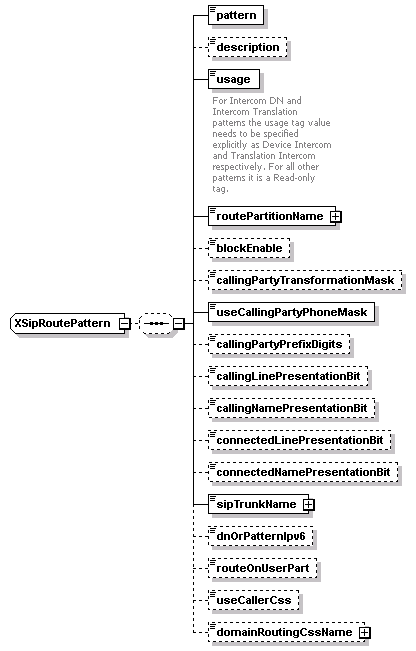 pattern
description
usage
For Intercom DN and
Intercom Translation
patterns the usage tag value
needs to be specified
explicitly as Device Intercom
and Translation Intercom
respectively. For all other
patterns it is a Read-only
tag.
routePartitionName
blockEnable
callingPartyTransformationMask
XSipRoutePattern
useCallingPartyPhoneMask
callingPartyPrefixDigits
callingLinePresentationBit
callingNamePresentationBit
connectedLinePresentationBit
connectedNamePresentationBit
sipTrunkName
dnOrPatternIpv6
routeOnUserPart
useCallerCss
domainRoutingCssName